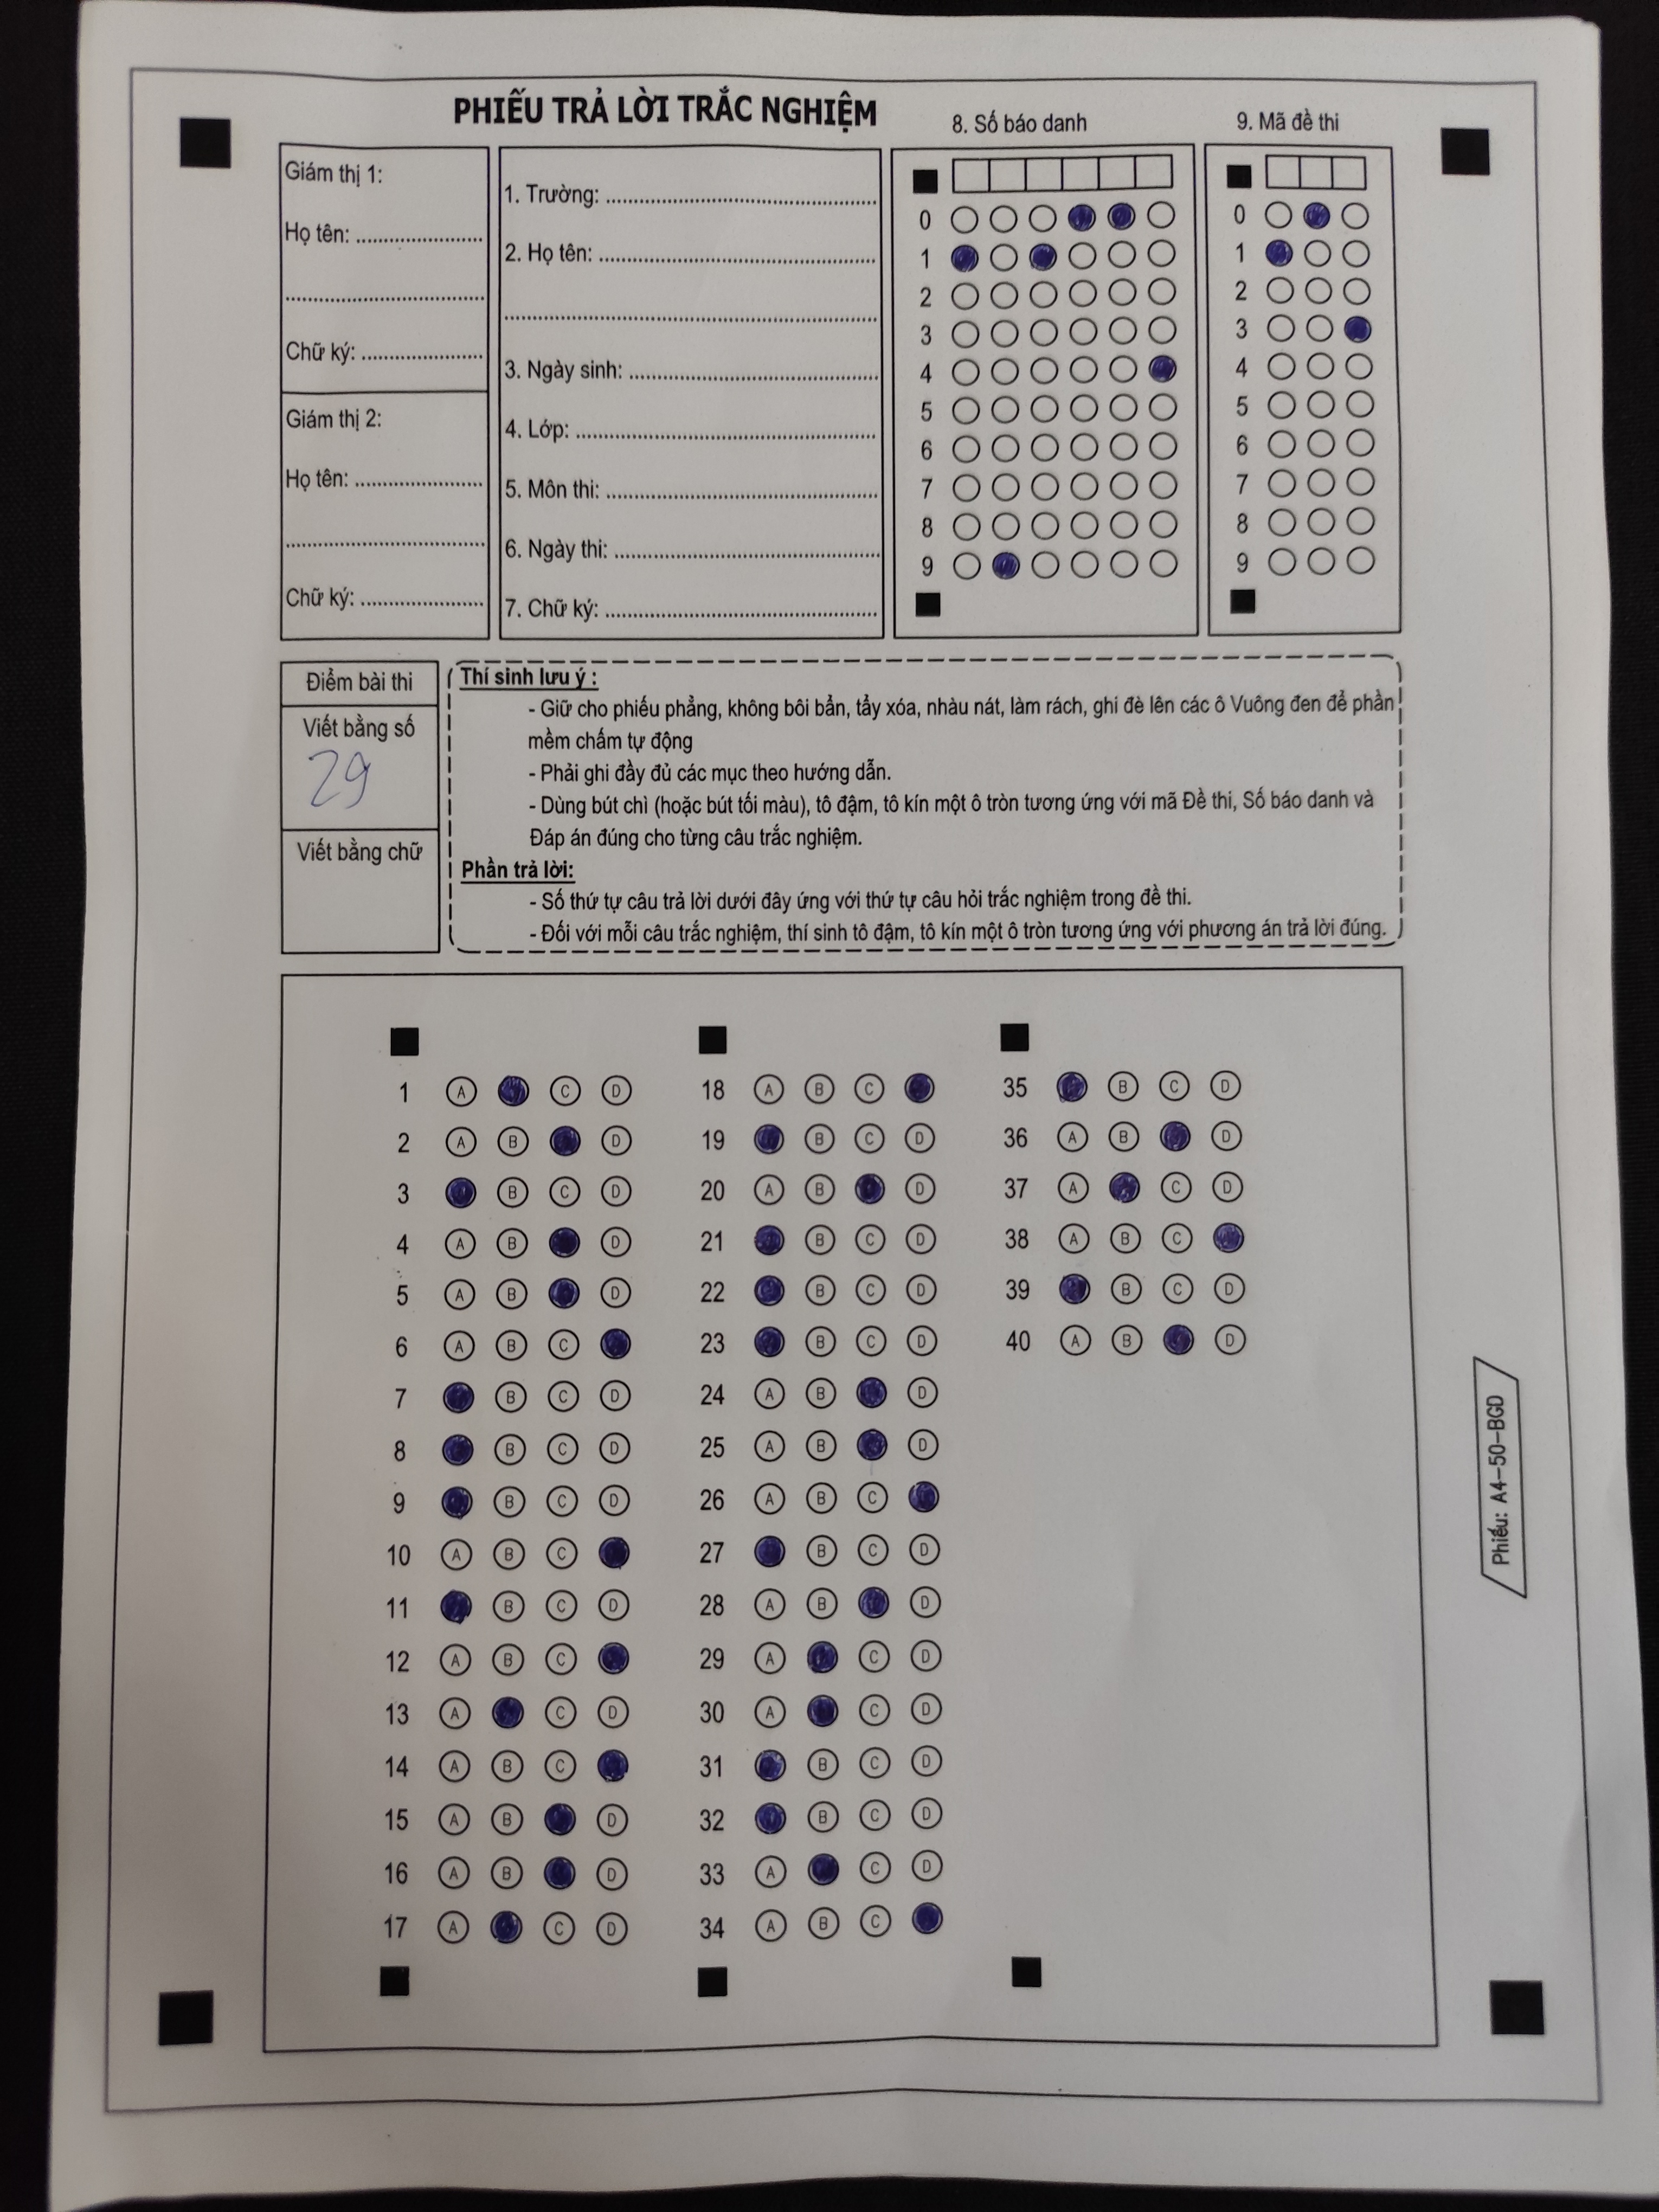 PHIẾU TRẢ LỜI TRẮC NGHIỆM
8. Số báo danh
9. Mã đề thi
Giám thị 1:
Họ tên: ......................
...................................
Chữ ký: .....................
Giám thị 2:
Họ tên: ......................
...................................
Chữ ký: .....................
1. Trường: ...............................................
2. Họ tên: ................................................
.................................................................
3. Ngày sinh: ...........................................
4. Lớp: .....................................................
5. Môn thi: ...............................................
6. Ngày thi: ..............................................
7. Chữ ký: ...............................................
0
1
2
3
4
5
6
7
8
9
0
1
2
3
4
5
6
7
8
9
Điểm bài thi
Viết bằng số
29
Viết bằng chữ
Thí sinh lưu ý :
- Giữ cho phiếu phẳng, không bôi bẩn, tẩy xóa, nhàu nát, làm rách, ghi đè lên các ô Vuông đen để phần
mềm chấm tự động
- Phải ghi đầy đủ các mục theo hướng dẫn.
- Dùng bút chì (hoặc bút tối màu), tô đậm, tô kín một ô tròn tương ứng với mã Đề thi, Số báo danh và
Đáp án đúng cho từng câu trắc nghiệm.
Phần trả lời:
- Số thứ tự câu trả lời dưới đây ứng với thứ tự câu hỏi trắc nghiệm trong đề thi.
- Đối với mỗi câu trắc nghiệm, thí sinh tô đậm, tô kín một ô tròn tương ứng với phương án trả lời đúng.
1 A C D
2 A B D
3 B C D
4 A B D
5 A B D
6 A B C
7 B C D
8 B C D
9 B C D
10 A B C
11 B C D
12 A B C
13 A C D
14 A B C
15 A B D
16 A B D
17 A C D
18 A B C
19 B C D
20 A B D
21 B C D
22 B C D
23 B C D
24 A B D
25 A B D
26 A B C
27 B C D
28 A B D
29 A C D
30 A C D
31 B C D
32 B C D
33 A C D
34 A B C
35 B C D
36 A B D
37 A C D
38 A B C
39 B C D
40 A B D
Phiếu: A4-50-BGD